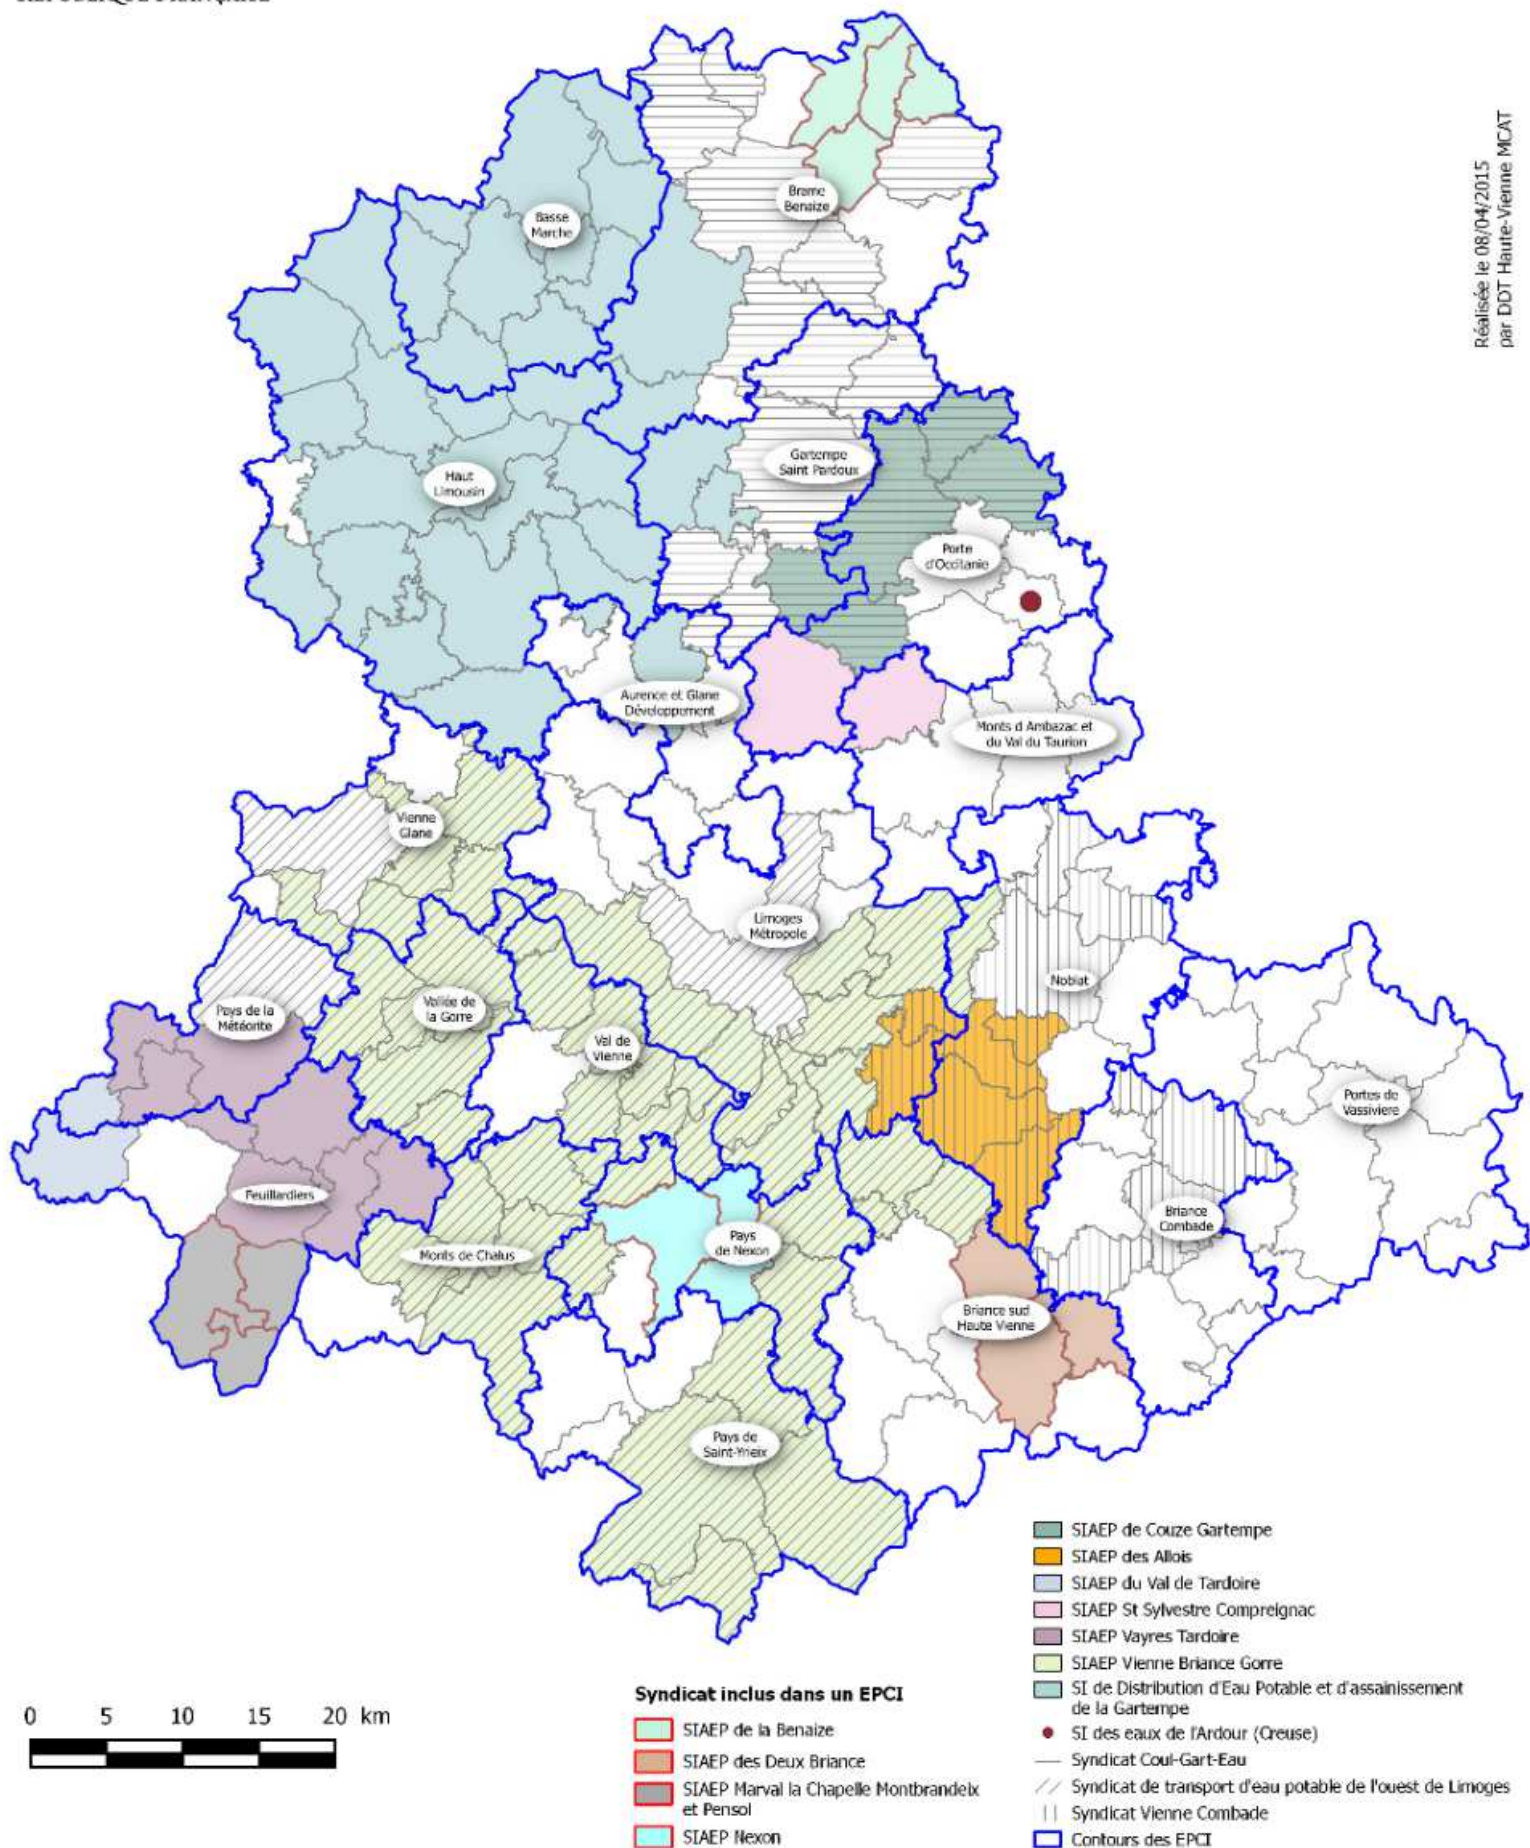 Réalisée le 08/04/2015
par DDT Haute-Vienne MCAT
Brame
Benaize
Basse
Marche
Gartempe
Saint Pardoux
Haut
Limousin
Porte
d'Occitanie
Aurence et Glane
Développement
Monts d Ambazac et
du Val du Taurion
Vienne
Glane
Limoges
Métropole
Noblat
Pays de la
Météorite
Vallée de
la Gorre
Val de
Vienne
Portes de
Vassiviere
Feuillardiers
Briance
Combade
Monts de Chalus
Pays
de Nexon
Briance sud
Haute Vienne
Pays de
Saint-Yrieix
SIAEP de Couze Gartempe
SIAEP des Allois
SIAEP du Val de Tardoire
SIAEP St Sylvestre Compreignac
SIAEP Vayres Tardoire
SIAEP Vienne Briance Gorre
SI de Distribution d'Eau Potable et d'assainissement
de la Gartempe
SI des eaux de l'Ardour (Creuse)
Syndicat Coul-Gart-Eau
Syndicat de transport d'eau potable de l'ouest de Limoges
Syndicat Vienne Combade
Contours des EPCI
Syndicat inclus dans un EPCI
SIAEP de la Benaize
SIAEP des Deux Briance
SIAEP Marval la Chapelle Montbrandeix
et Pensol
SIAEP Nexon
0 5 10 15 20 km